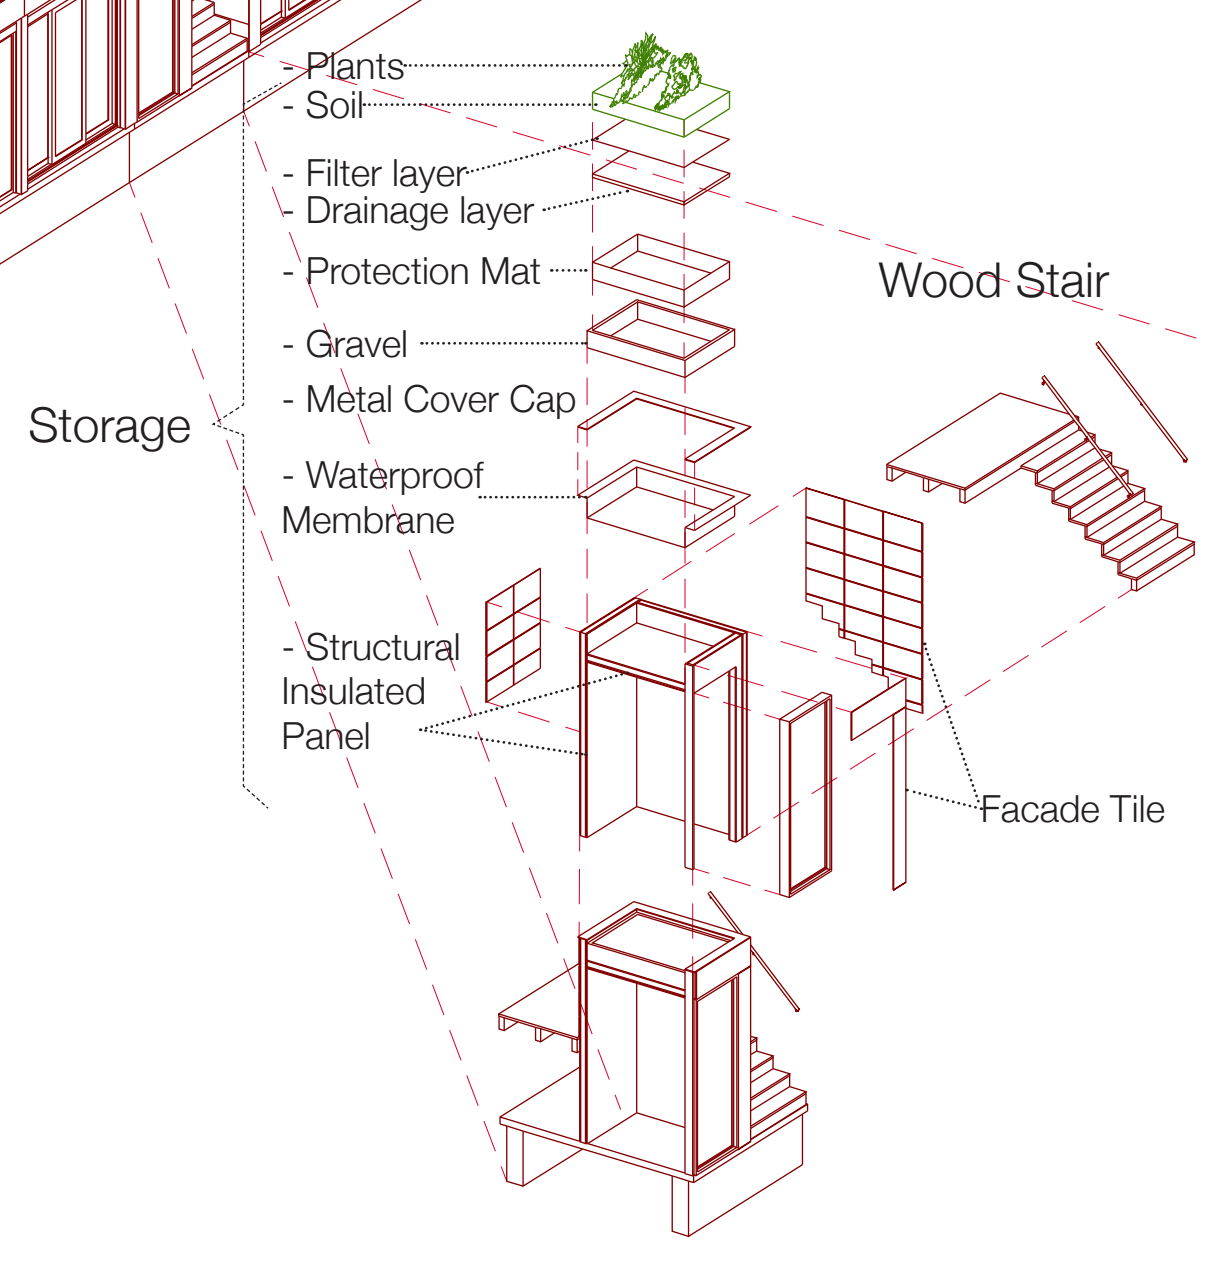 - Plants
- Soil
- Filter layer
- Drainage layer
- Protection Mat
Wood Stair
- Gravel
- Metal Cover Cap
Storage
- Waterproof
Membrane
- Structural
Insulated
Panel
Facade Tile